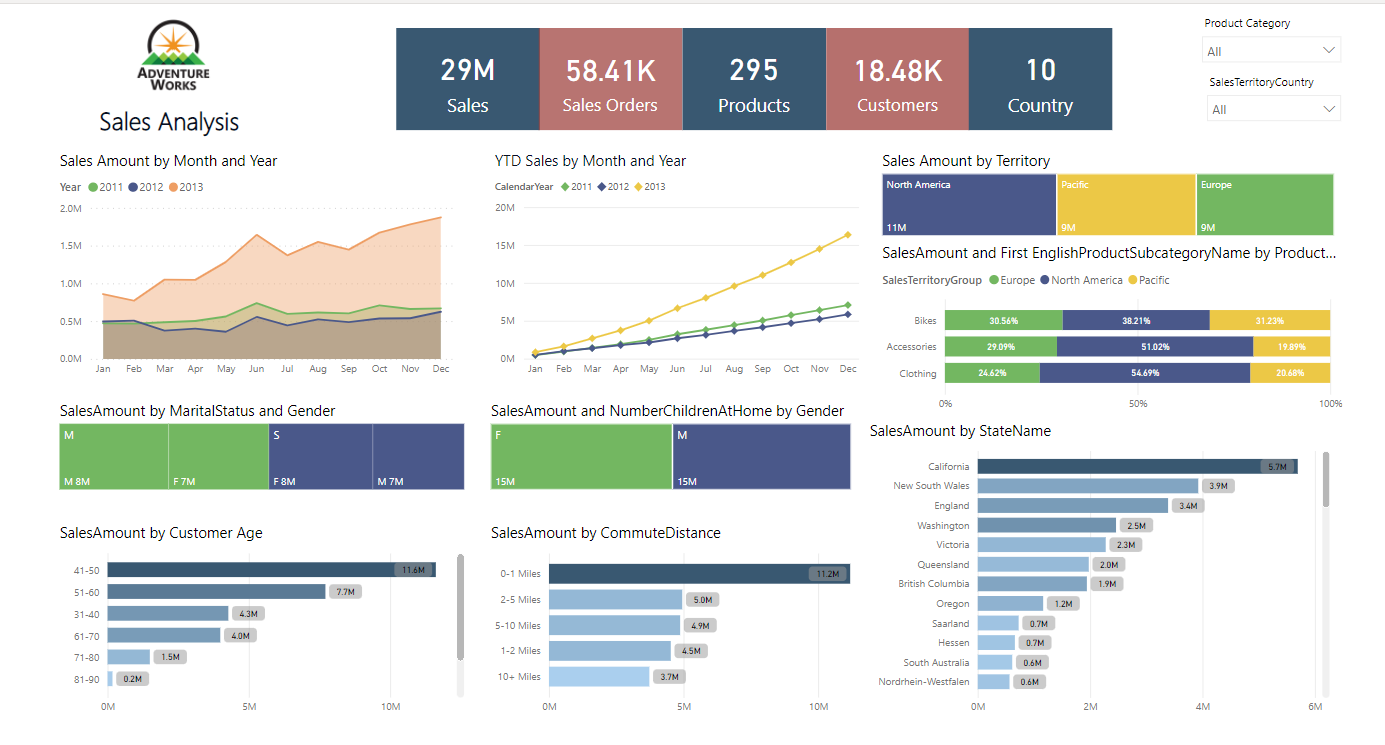 ADVENTURE
WORKS
Sales Analysis
29M
Sales
58.41K
Sales Orders
295
Products
18.48K
Customers
10
Country
Product Category
All
SalesTerritoryCountry
All
Sales Amount by Month and Year
Year 2011 2012 2013
2.0M
1.5M
1.0M
0.5M
0.0M
Jan Feb Mar Apr May Jun Jul Aug Sep Oct Nov Dec
YTD Sales by Month and Year
CalendarYear 2011 2012 2013
20M
15M
10M
5M
0M
Jan Feb Mar Apr May Jun Jul Aug Sep Oct Nov Dec
Sales Amount by Territory
North America
11M
Pacific
9M
Europe
9M
SalesAmount and First EnglishProductSubcategoryName by Product...
SalesTerritoryGroup Europe North America Pacific
Bikes 30.56% 38.21% 31.23%
Accessories 29.09% 51.02% 19.89%
Clothing 24.62% 54.69% 20.68%
0% 50% 100%
SalesAmount by MaritalStatus and Gender
M
M 8M
F 7M
S
F 8M
M 7M
SalesAmount and NumberChildrenAtHome by Gender
F
15M
M
15M
SalesAmount by StateName
California 5.7M
New South Wales 3.9M
England 3.4M
Washington 2.5M
Victoria 2.3M
Queensland 2.0M
British Columbia 1.9M
Oregon 1.2M
Saarland 0.7M
Hessen 0.7M
South Australia 0.6M
Nordrhein-Westfalen 0.6M
0M 2M 4M 6M
SalesAmount by Customer Age
41-50 11.6M
51-60 7.7M
31-40 4.3M
61-70 4.0M
71-80 1.5M
81-90 0.2M
0M 5M 10M
SalesAmount by CommuteDistance
0-1 Miles 11.2M
2-5 Miles 5.0M
5-10 Miles 4.9M
1-2 Miles 4.5M
10+ Miles 3.7M
0M 5M 10M